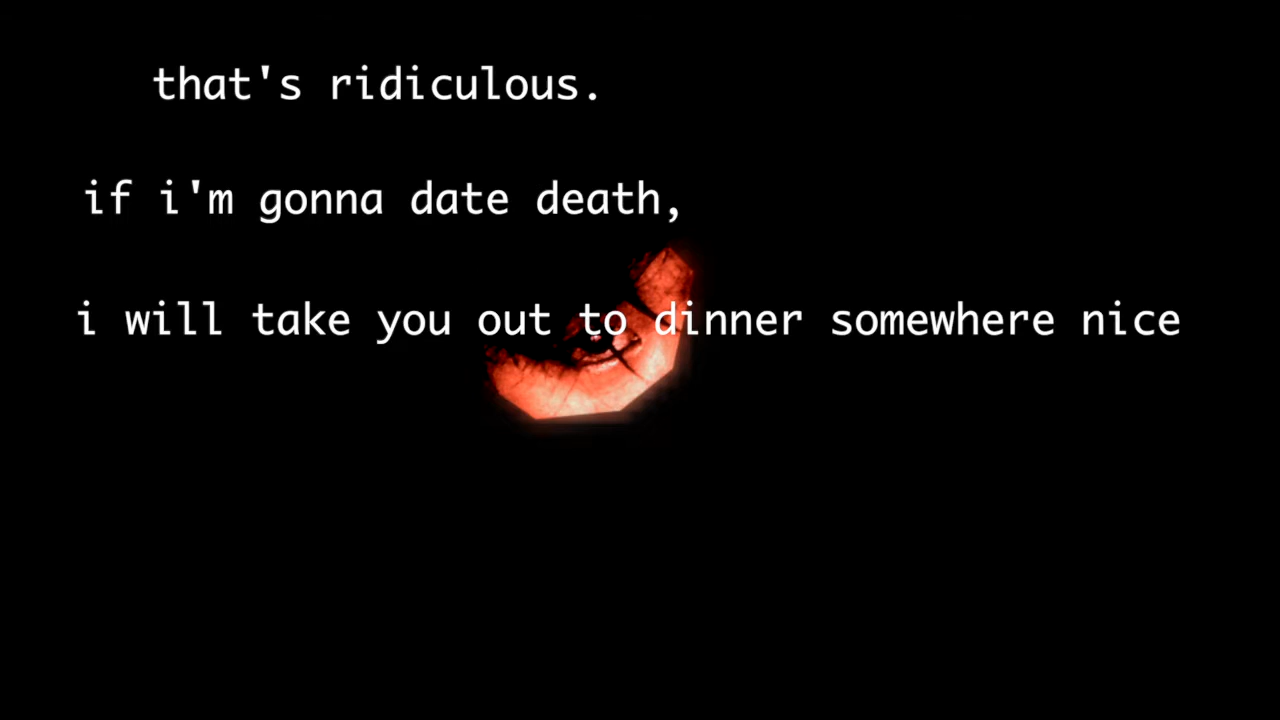 that's ridiculous.
if i'm gonna date death,
i will take you out to dinner somewhere nice